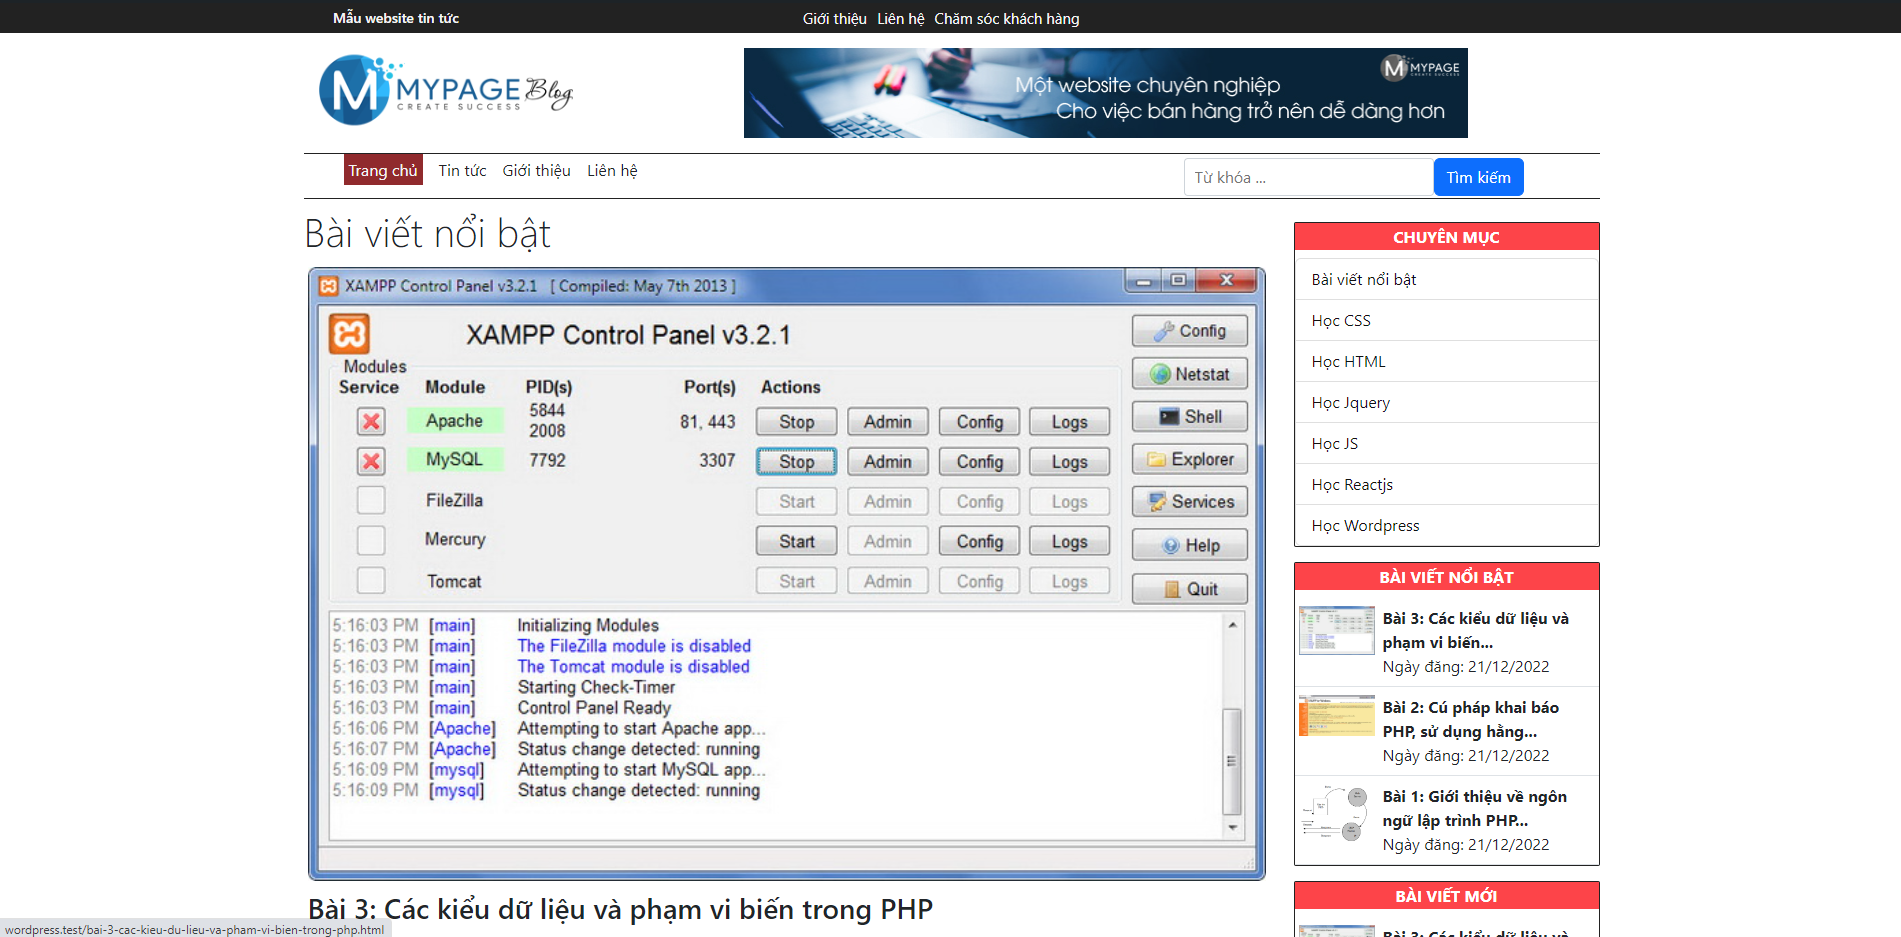 Mẫu website tin tức
Giới thiệu Liên hệ Chăm sóc khách hàng
MYPAGE Blog
CREATE SUCCESS
MYPAGE
CREATE SUCCESS
Một website chuyên nghiệp
Cho việc bán hàng trở nên dễ dàng hơn
Trang chủ Tin tức Giới thiệu Liên hệ
Từ khóa ... Tìm kiếm
Bài viết nổi bật
XAMPP Control Panel v3.2.1 [ Compiled: May 7th 2013 ]
XAMPP Control Panel v3.2.1
Modules
Service Module PID(s) Port(s) Actions
Apache 5844 2008 81, 443 Stop Admin Config Logs
MySQL 7792 3307 Stop Admin Config Logs
FileZilla Start Admin Config Logs
Mercury Start Admin Config Logs
Tomcat Start Admin Config Logs
Config
Netstat
Shell
Explorer
Services
Help
Quit
5:16:03 PM [main] Initializing Modules
5:16:03 PM [main] The FileZilla module is disabled
5:16:03 PM [main] The Tomcat module is disabled
5:16:03 PM [main] Starting Check-Timer
5:16:03 PM [main] Control Panel Ready
5:16:06 PM [Apache] Attempting to start Apache app...
5:16:07 PM [Apache] Status change detected: running
5:16:09 PM [mysql] Attempting to start MySQL app...
5:16:09 PM [mysql] Status change detected: running
Bài 3: Các kiểu dữ liệu và phạm vi biến trong PHP
wordpress.test/bai-3-cac-kieu-du-lieu-va-pham-vi-bien-trong-php.html
CHUYÊN MỤC
Bài viết nổi bật
Học CSS
Học HTML
Học Jquery
Học JS
Học Reactjs
Học Wordpress
BÀI VIẾT NỔI BẬT
Bài 3: Các kiểu dữ liệu và
phạm vi biến...
Ngày đăng: 21/12/2022
Bài 2: Cú pháp khai báo
PHP, sử dụng hằng...
Ngày đăng: 21/12/2022
Bài 1: Giới thiệu về ngôn
ngữ lập trình PHP...
Ngày đăng: 21/12/2022
BÀI VIẾT MỚI
Bài 3: Các kiểu dữ liệu và